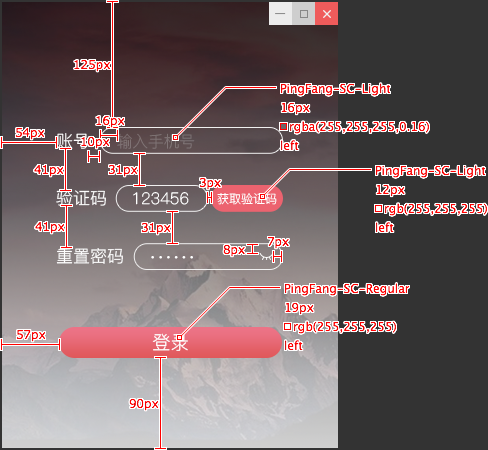 125px
PingFang-SC-Light
16px
16px
rgba(255,255,255,0.16)
54px
账号
输入手机号
10px
left
41px
31px
PingFang-SC-Light
3px
12px
验证码
123456
获取验证码
rgb(255,255,255)
41px
31px
left
重置密码
••••••
8px
7px
PingFang-SC-Regular
19px
57px
登录
rgb(255,255,255)
left
90px